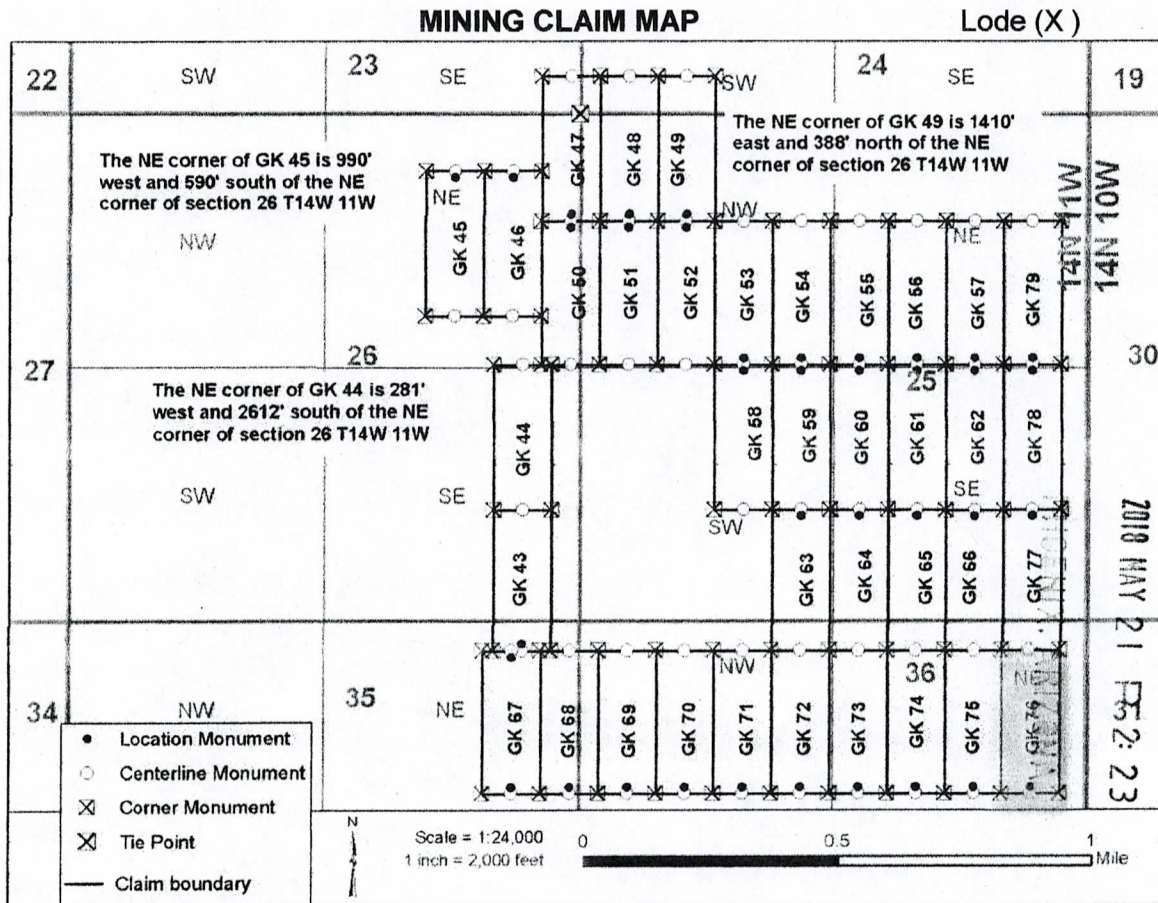 MINING CLAIM MAP
Lode (X )
22
SW
23
SE
SW
24
SE
19
The NE corner of GK 49 is 1410'
east and 388' north of the NE
corner of section 26 T14W 11W
The NE corner of GK 45 is 990'
west and 590' south of the NE
corner of section 26 T14W 11W
NW
NE
GK 45
GK 46
GK 47
GK 48
GK 49
NW
NE
14N 11W
14N 10W
GK 50
GK 51
GK 52
GK 53
GK 54
GK 55
GK 56
GK 57
GK 79
27
26
25
30
The NE corner of GK 44 is 281'
west and 2612' south of the NE
corner of section 26 T14W 11W
GK 44
GK 58
GK 59
GK 60
GK 61
GK 62
GK 78
SW
SE
SW
SE
GK 43
GK 63
GK 64
GK 65
GK 66
GK 77
2018 MAY 21 P 2:23
34
NW
35
NE
NW
36
GK 67
GK 68
GK 69
GK 70
GK 71
GK 72
GK 73
GK 74
GK 75
GK 76
Location Monument
Centerline Monument
Corner Monument
Tie Point
Claim boundary
N
Scale = 1:24,000
1 inch = 2,000 feet
0
0.5
1
Mile